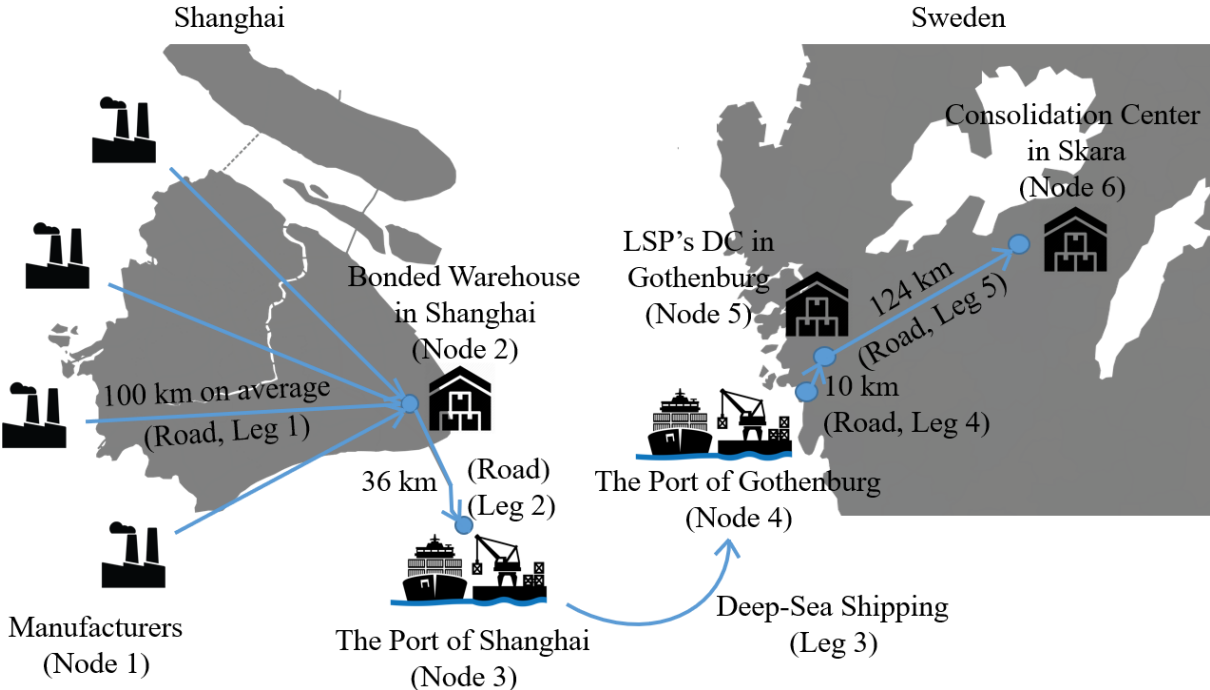 Shanghai
Sweden
Consolidation Center
in Skara
(Node 6)
LSP's DC in
Gothenburg
(Node 5)
124 km
(Road, Leg 5)
Bonded Warehouse
in Shanghai
(Node 2)
100 km on average
(Road, Leg 1)
10 km
(Road, Leg 4)
36 km
(Road)
(Leg 2)
The Port of Gothenburg
(Node 4)
Deep-Sea Shipping
(Leg 3)
Manufacturers
(Node 1)
The Port of Shanghai
(Node 3)